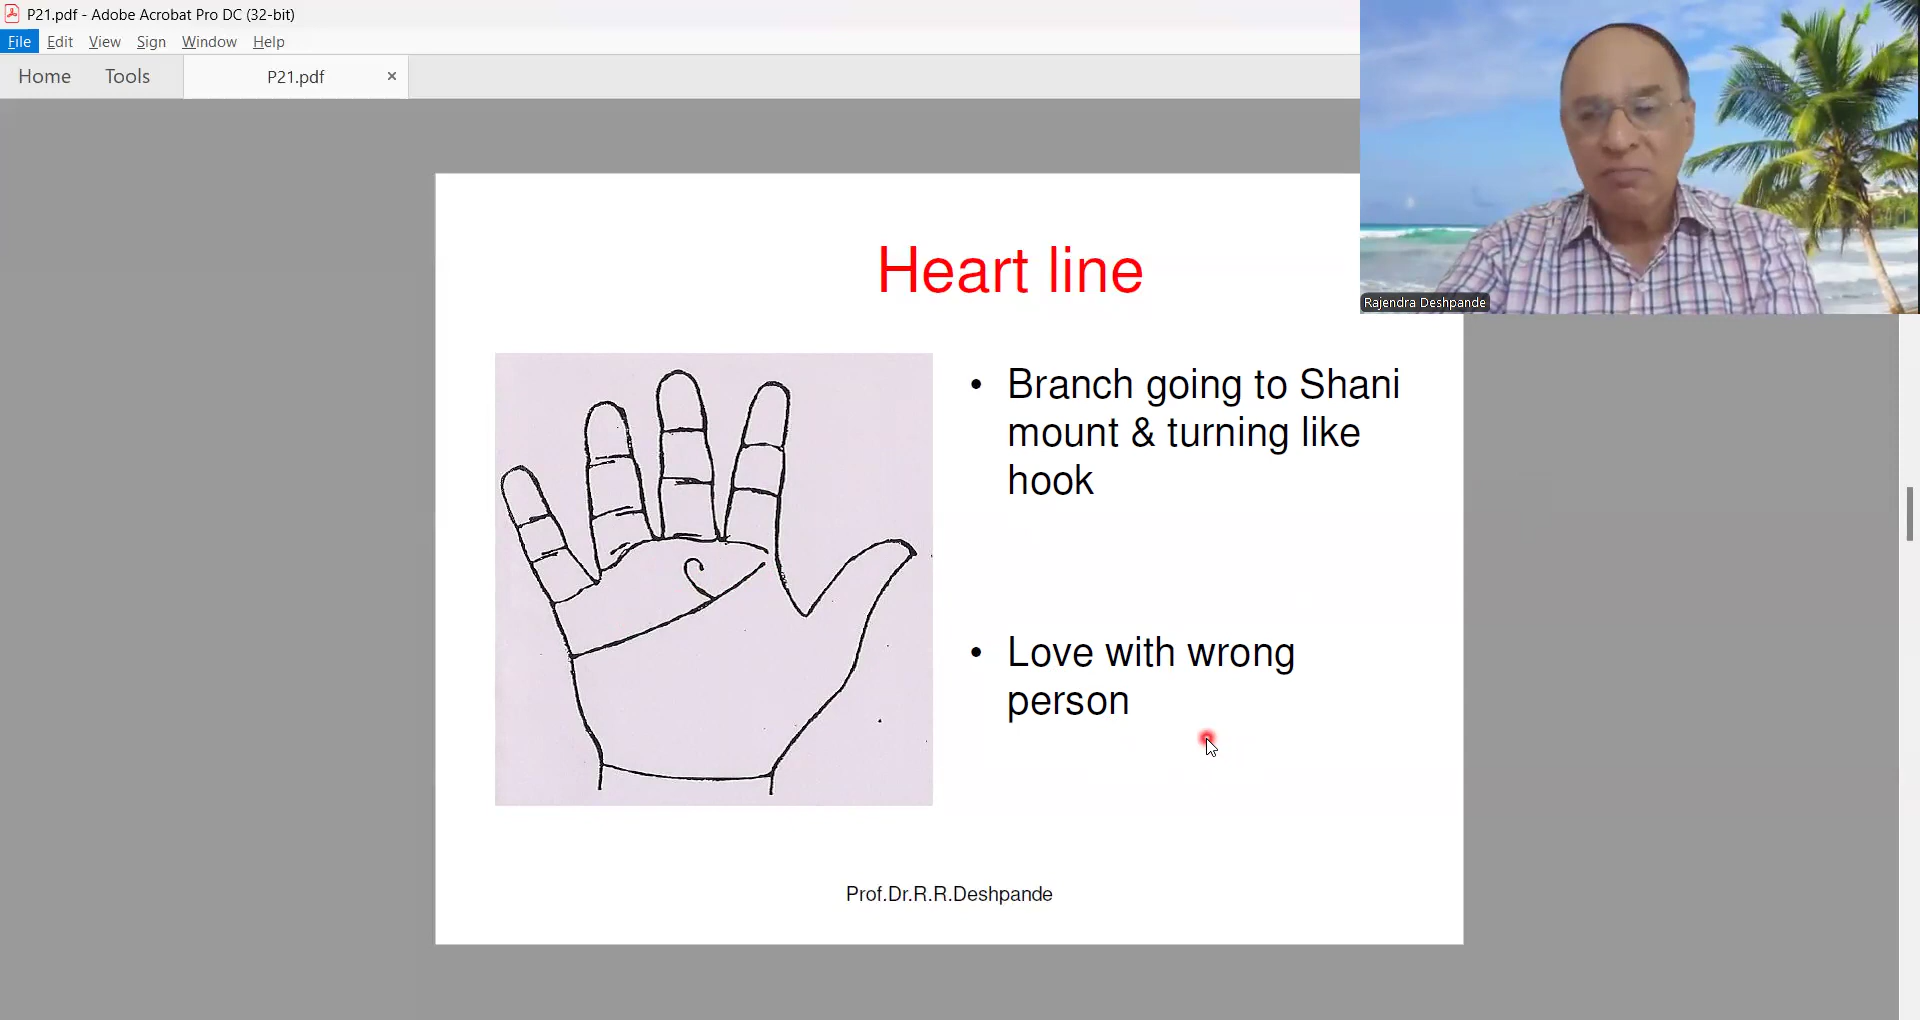 P21.pdf - Adobe Acrobat Pro DC (32-bit)
File Edit View Sign Window Help
Home Tools P21.pdf ×
Rajendra Deshpande
Heart line
• Branch going to Shani
mount & turning like
hook
• Love with wrong
person
Prof.Dr.R.R.Deshpande